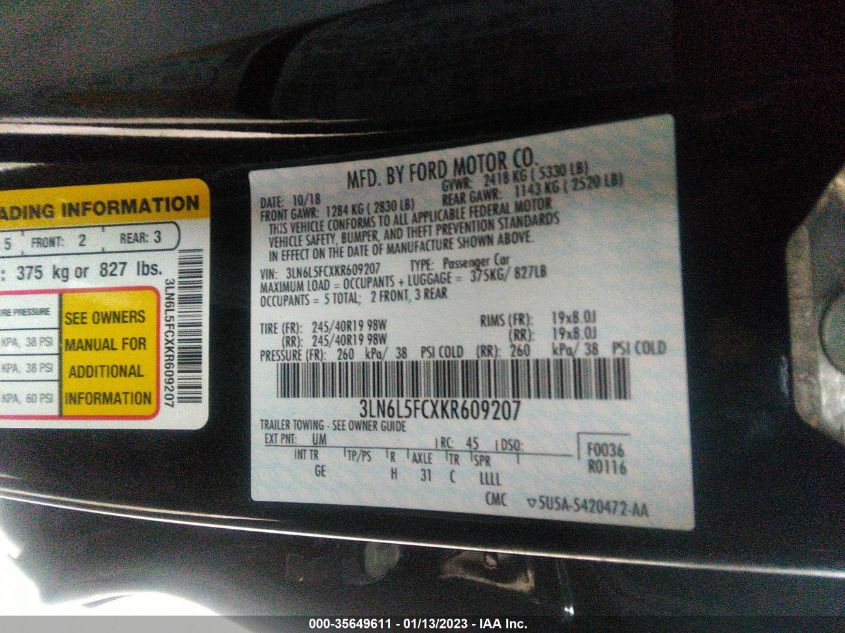 ADING INFORMATION
5 FRONT: 2 REAR: 3
: 375 kg or 827 lbs.
PRESSURE
KPA, 38 PSI
KPA, 38 PSI
KPA, 60 PSI
SEE OWNERS
MANUAL FOR
ADDITIONAL
INFORMATION
3LN6L5FCXKR609207
MFD. BY FORD MOTOR CO.
DATE: 10/18 GVWR: 2418 KG ( 5330 LB)
FRONT GAWR: 1284 KG ( 2830 LB) REAR GAWR: 1143 KG ( 2520 LB)
THIS VEHICLE CONFORMS TO ALL APPLICABLE FEDERAL MOTOR
VEHICLE SAFETY, BUMPER, AND THEFT PREVENTION STANDARDS
IN EFFECT ON THE DATE OF MANUFACTURE SHOWN ABOVE.
VIN: 3LN6L5FCXKR609207 TYPE: Passenger Car
MAXIMUM LOAD = OCCUPANTS + LUGGAGE = 375KG/ 827LB
OCCUPANTS = 5 TOTAL; 2 FRONT, 3 REAR
TIRE (FR): 245/40R19 98W RIMS (FR): 19x8.0J
(RR): 245/40R19 98W (RR): 19x8.0J
PRESSURE (FR): 260 kPa/ 38 PSI COLD (RR): 260 kPa/ 38 PSI COLD
3LN6L5FCXKR609207
TRAILER TOWING - SEE OWNER GUIDE
EXT PNT: UM RC: 45 DSO: F0036
INT TR TP/PS R AXLE TR SPR R0116
GE H 31 C LLLL
CMC ▽5U5A-5420472-AA
000-35649611 - 01/13/2023 - IAA Inc.